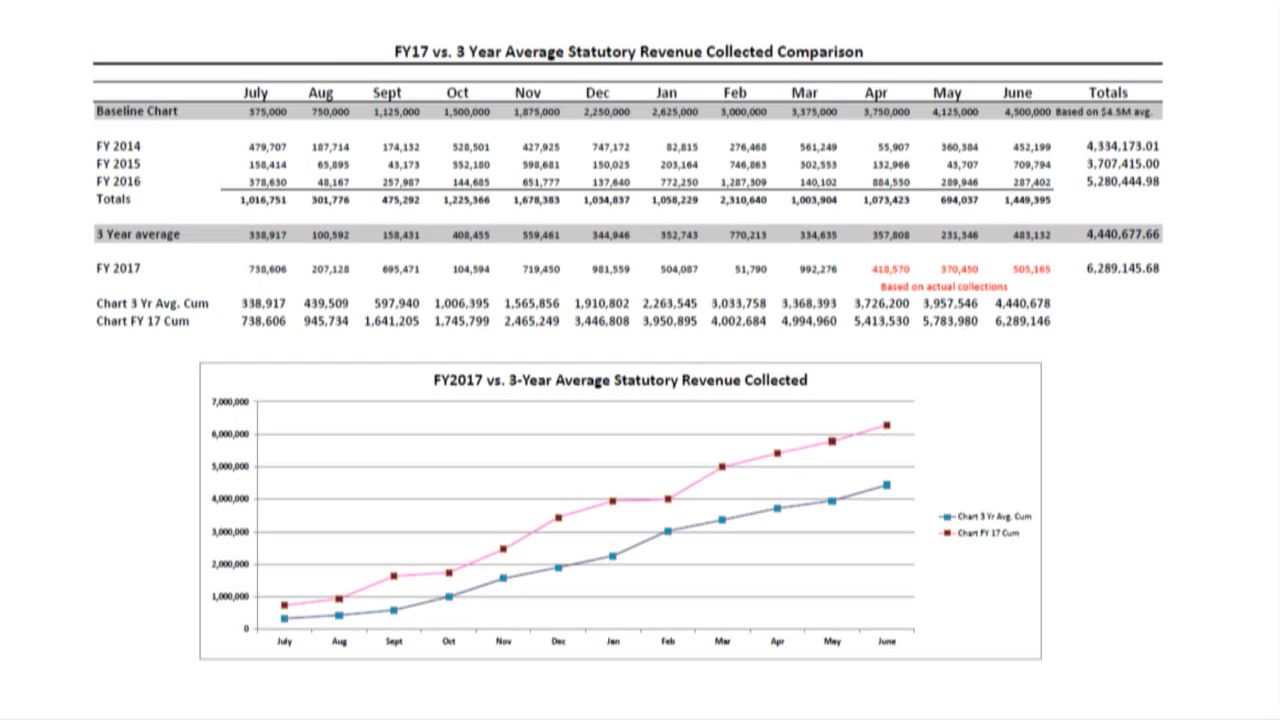 FY17 vs. 3 Year Average Statutory Revenue Collected Comparison
July Aug Sept Oct Nov Dec Jan Feb Mar Apr May June Totals
Baseline Chart 375,000 750,000 1,125,000 1,500,000 1,875,000 2,250,000 2,625,000 3,000,000 3,375,000 3,750,000 4,125,000 4,500,000 Based on $4.5M avg.
FY 2014 479,707 187,714 174,132 528,501 427,925 747,172 82,815 276,468 561,249 55,907 360,384 452,199 4,334,173.01
FY 2015 158,414 65,895 43,173 552,180 598,681 150,025 203,164 746,863 302,553 132,966 43,707 709,794 3,707,415.00
FY 2016 378,630 48,167 257,987 144,685 651,777 137,640 772,250 1,287,309 140,102 884,550 289,946 287,402 5,280,444.98
Totals 1,016,751 301,776 475,292 1,225,366 1,678,383 1,034,837 1,058,229 2,310,640 1,003,904 1,073,423 694,037 1,449,395
3 Year average 338,917 100,592 158,431 408,455 559,461 344,946 352,743 770,213 334,635 357,808 231,346 483,132 4,440,677.66
FY 2017 738,606 207,128 695,471 104,594 719,450 981,559 504,087 51,790 992,276 418,570 370,450 505,165 6,289,145.68
Based on actual collections
Chart 3 Yr Avg. Cum 338,917 439,509 597,940 1,006,395 1,565,856 1,910,802 2,263,545 3,033,758 3,368,393 3,726,200 3,957,546 4,440,678
Chart FY 17 Cum 738,606 945,734 1,641,205 1,745,799 2,465,249 3,446,808 3,950,895 4,002,684 4,994,960 5,413,530 5,783,980 6,289,146
FY2017 vs. 3-Year Average Statutory Revenue Collected
7,000,000
6,000,000
5,000,000
4,000,000
3,000,000
2,000,000
1,000,000
0
Chart 3 Yr Avg. Cum
Chart FY 17 Cum
July Aug Sept Oct Nov Dec Jan Feb Mar Apr May June